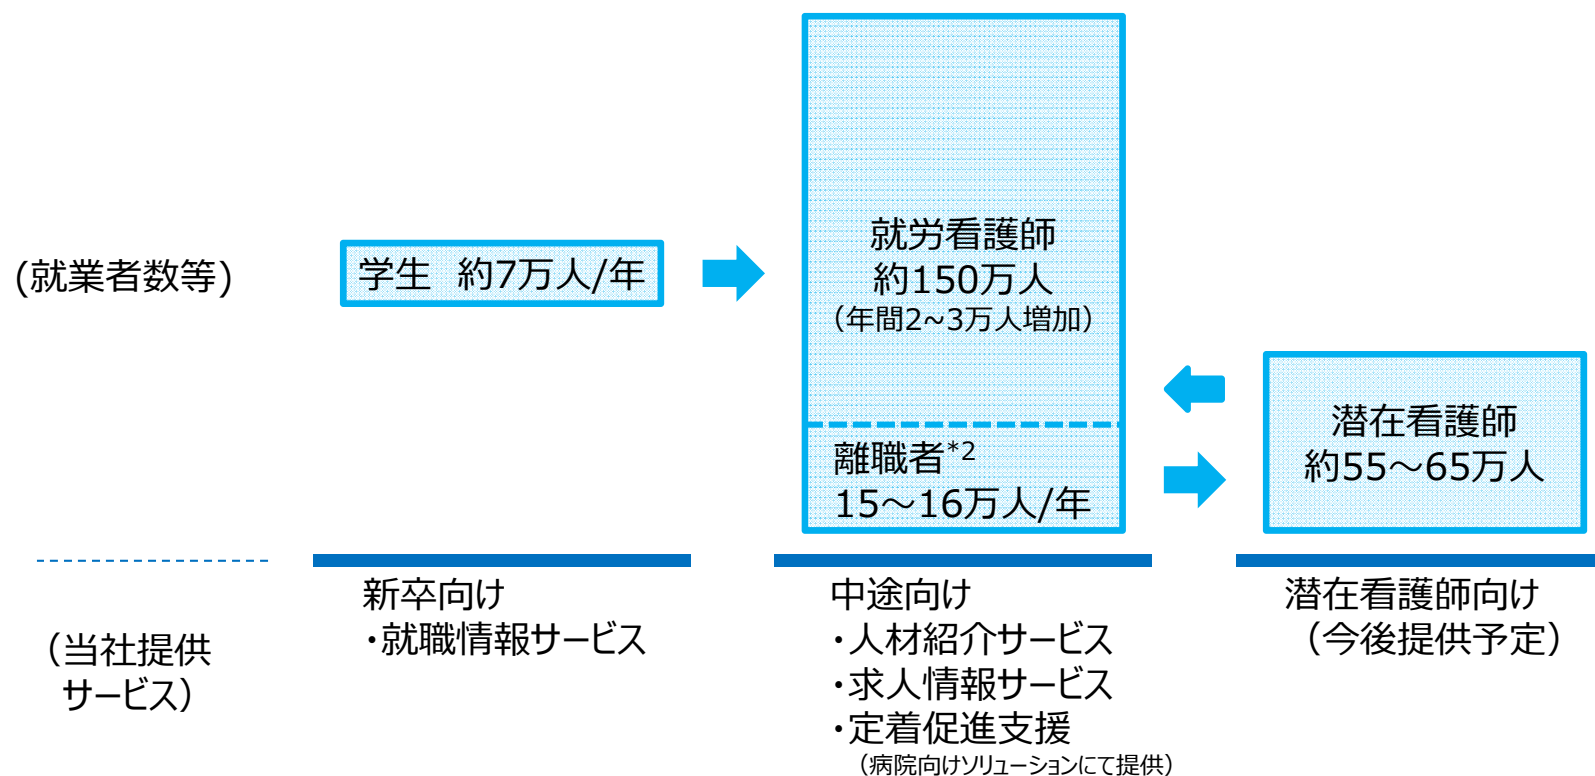 (就業者数等)
学生　約7万人/年
就労看護師
約150万人
（年間2~3万人増加）
離職者*2
15～16万人/年
潜在看護師
約55～65万人
（当社提供
サービス）
新卒向け
・就職情報サービス
中途向け
・人材紹介サービス
・求人情報サービス
・定着促進支援
（病院向けソリューションにて提供）
潜在看護師向け
（今後提供予定）